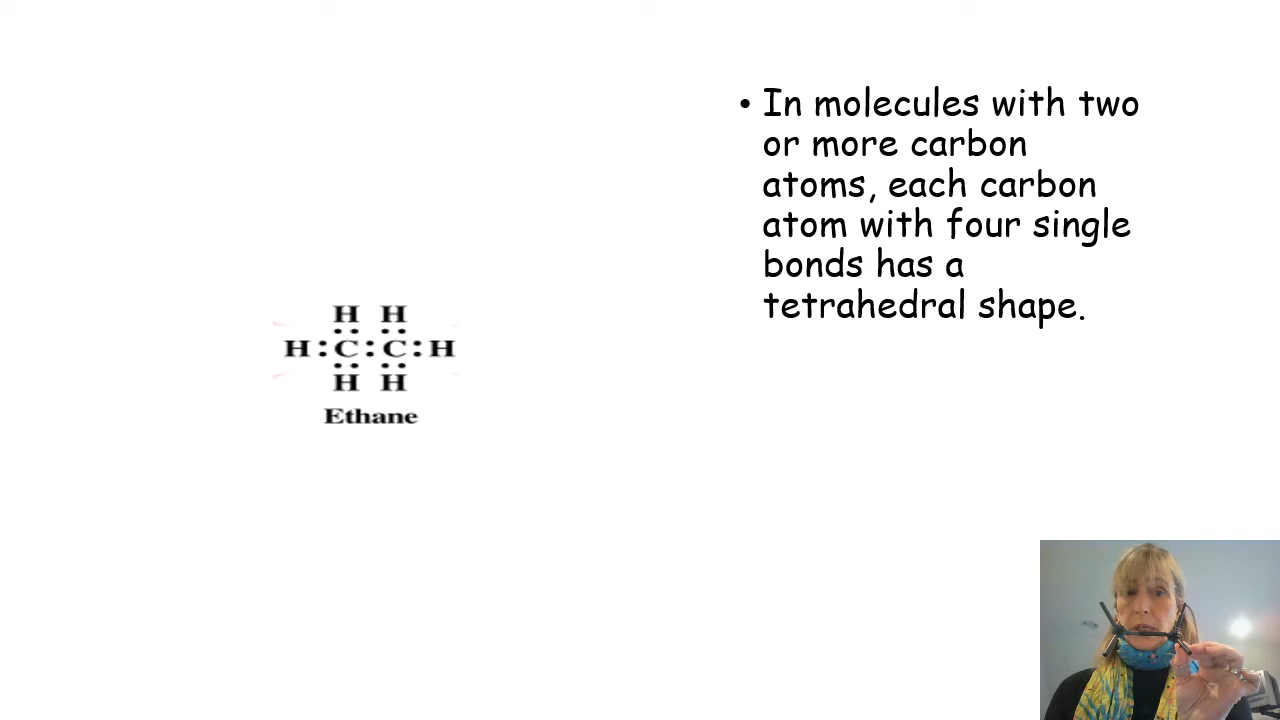 • In molecules with two
or more carbon
atoms, each carbon
atom with four single
bonds has a
tetrahedral shape.
H H
H:C:C:H
H H
Ethane